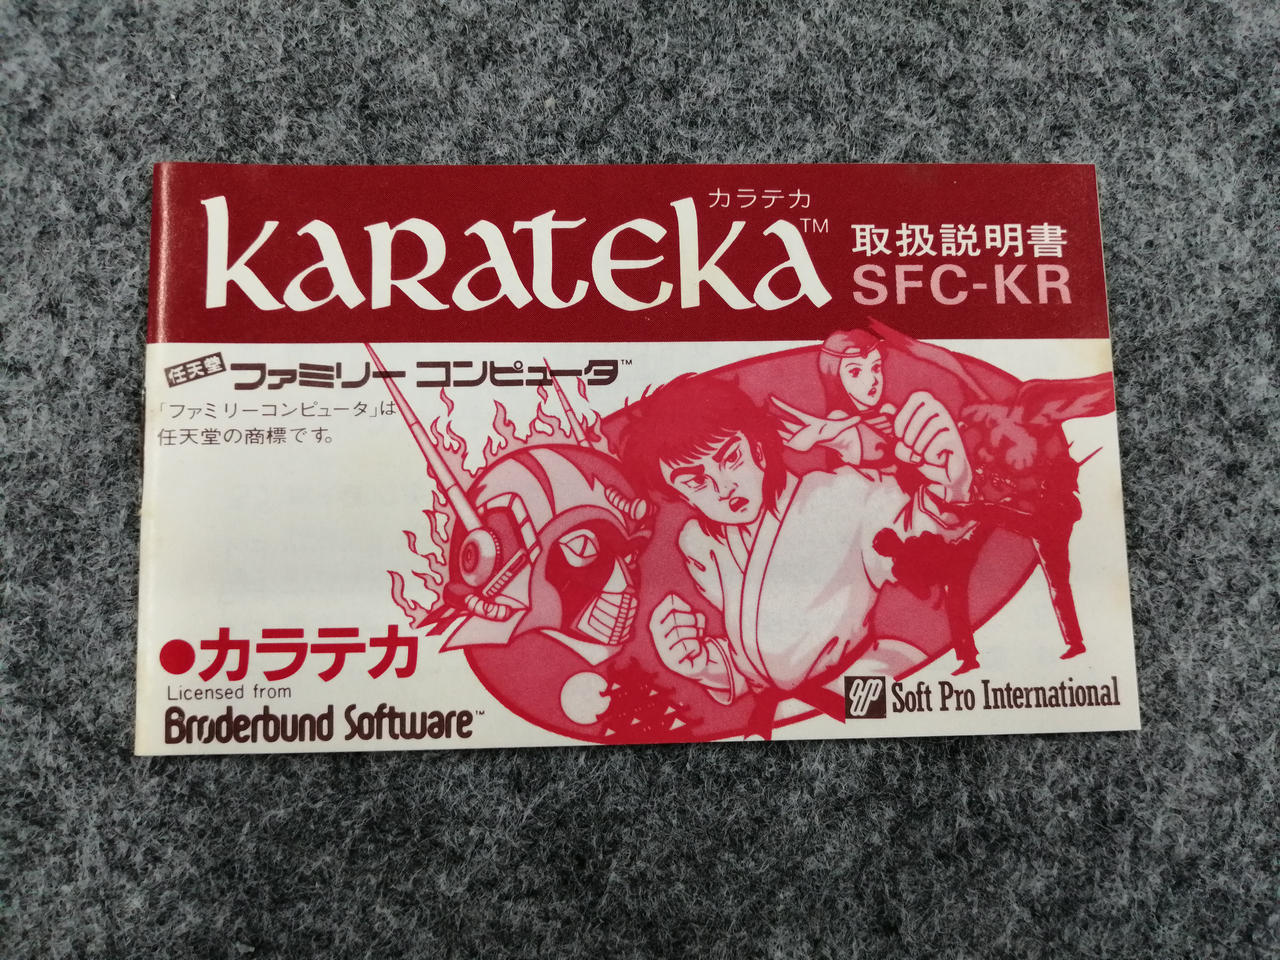 カラテカ
KARATEKA™
取扱説明書
SFC-KR
任天堂 ファミリーコンピュータ™
「ファミリーコンピュータ」は
任天堂の商標です。
●カラテカ
Licensed from
Brøderbund Software™
Soft Pro International